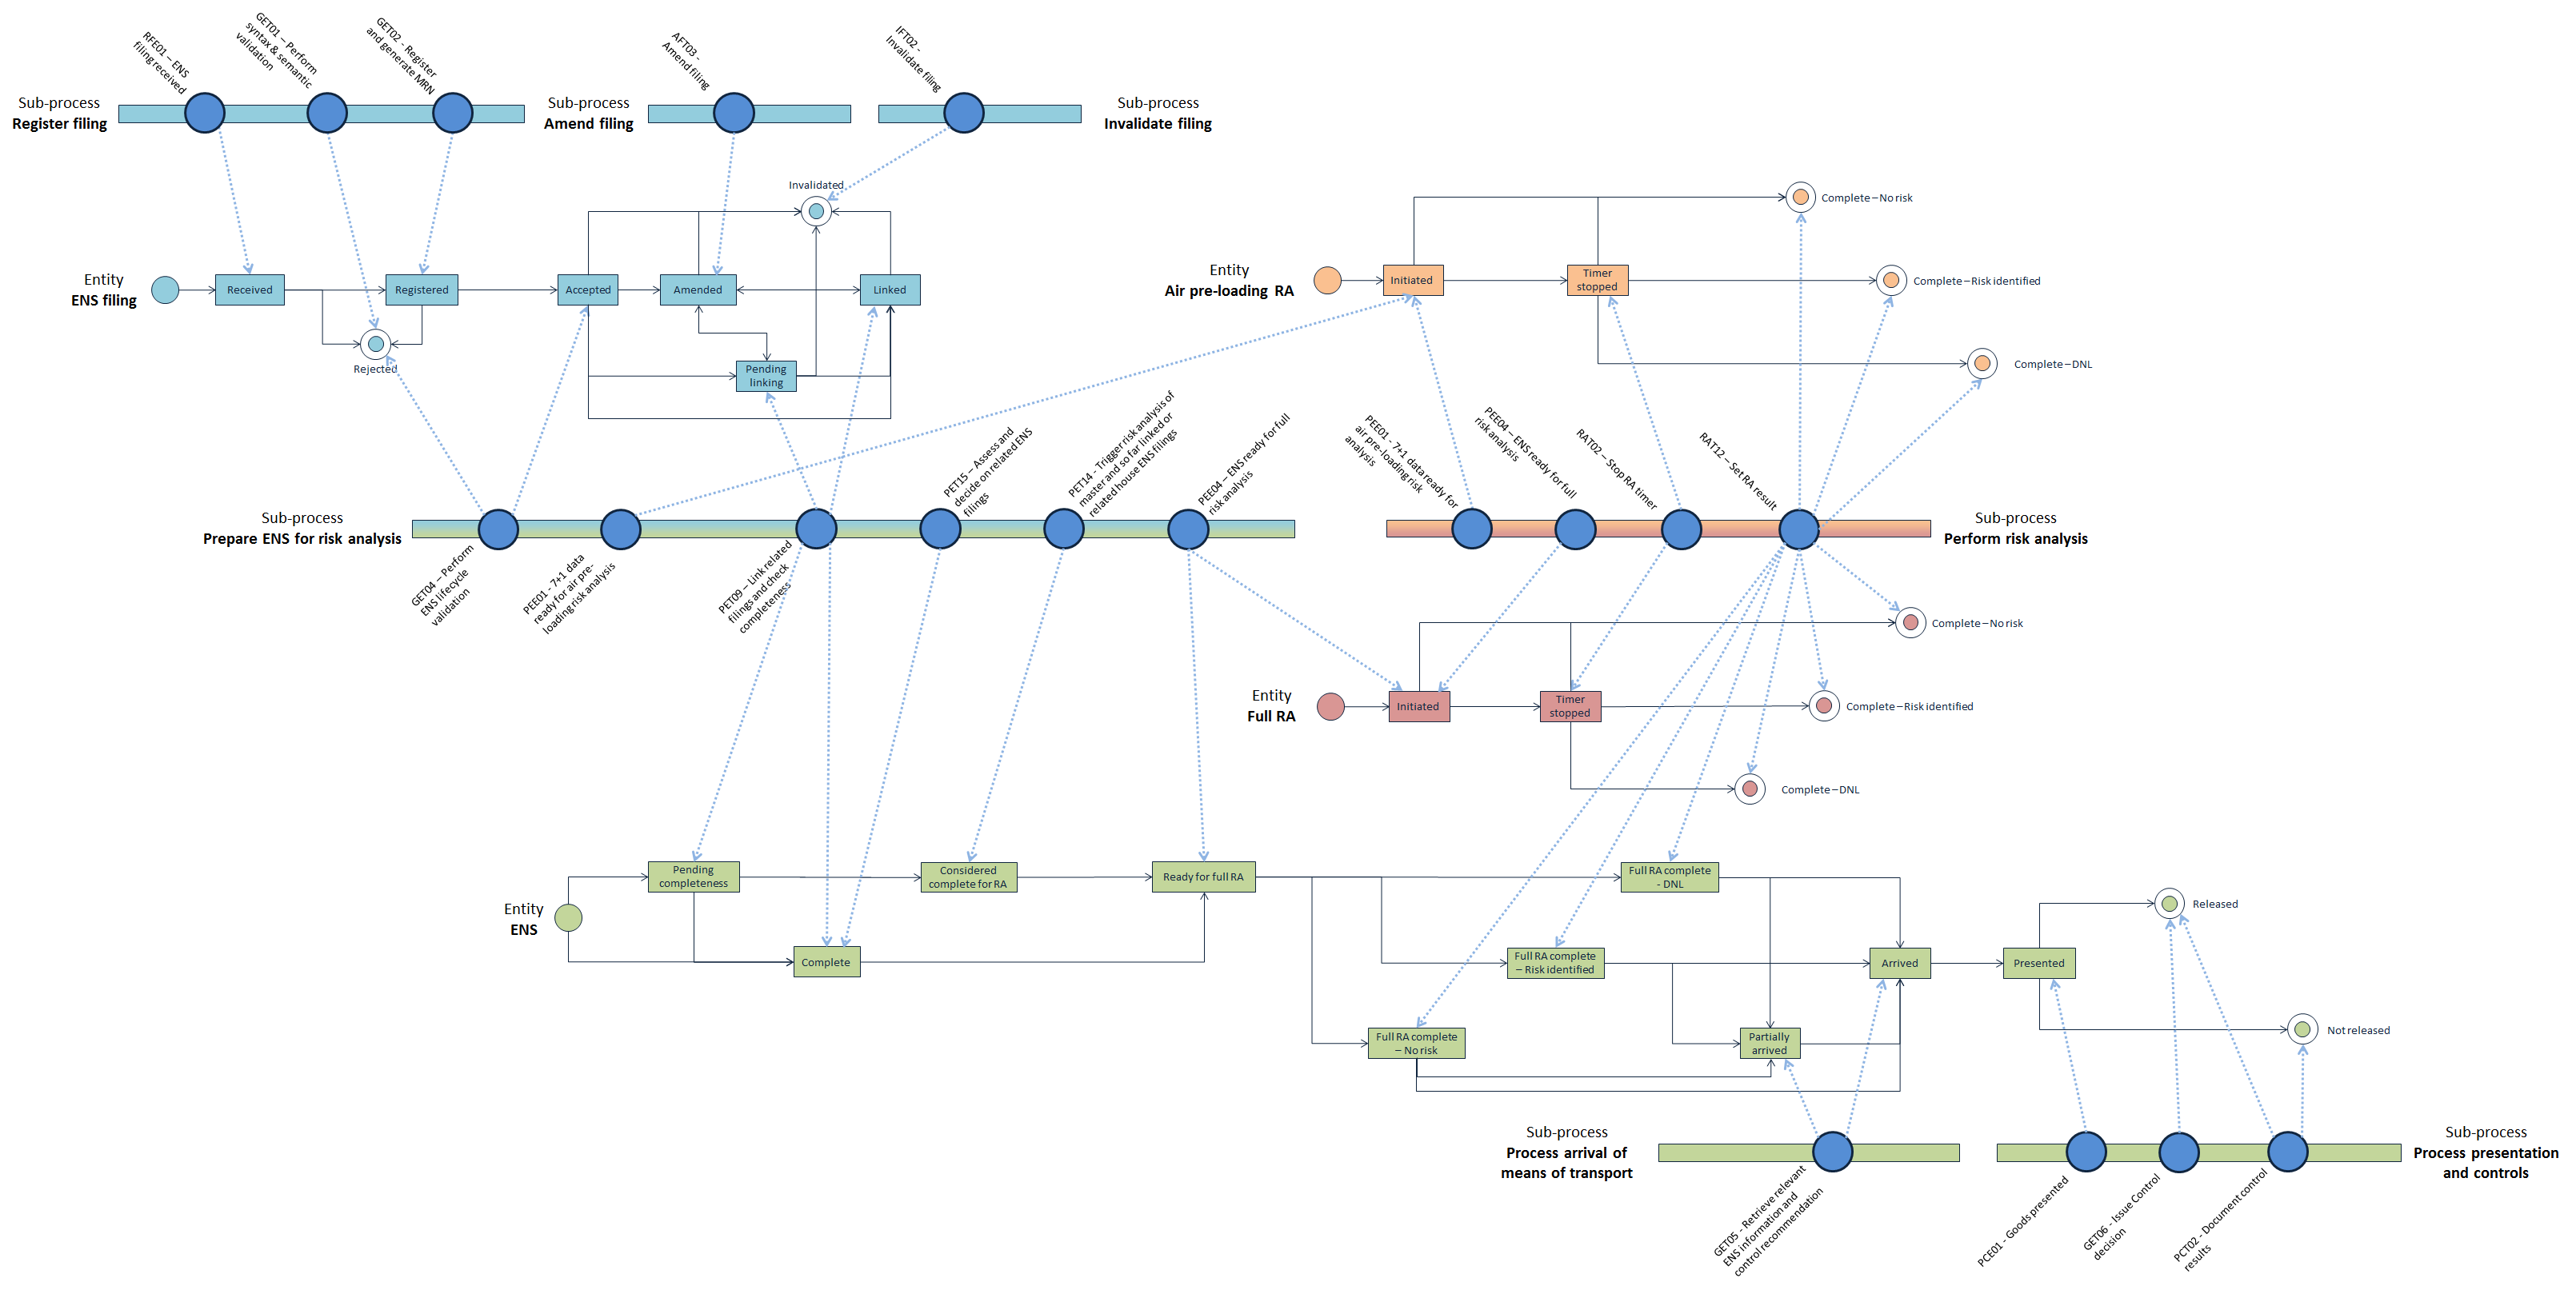 RFE01 – ENS
filing received
GET01 – Perform
syntax & semantic
validation
GET02 - Register
and generate MRN
AFT03 -
Amend filing
IFT02 -
Invalidate filing
Sub-process
Register filing
Sub-process
Amend filing
Sub-process
Invalidate filing
Invalidated
Entity
ENS filing
Received
Registered
Accepted
Amended
Linked
Rejected
Pending
linking
Entity
Air pre-loading RA
Initiated
Timer
stopped
Complete – No risk
Complete – Risk identified
Complete – DNL
Sub-process
Prepare ENS for risk analysis
GET04 – Perform
ENS lifecycle
validation
PEE01 - 7+1 data
ready for air pre-
loading risk analysis
PET09 – Link related
filings and check
completeness
PET15 – Assess and
decide on related ENS
filings
PET14 - Trigger risk analysis of
master and so far linked or
related house ENS filings
PEE04 – ENS ready for full
risk analysis
PEE01 - 7+1 data ready for
air pre-loading risk
analysis
PEE04 – ENS ready for full
risk analysis
RAT02 – Stop RA timer
RAT12 – Set RA result
Sub-process
Perform risk analysis
Entity
Full RA
Initiated
Timer
stopped
Complete – No risk
Complete – Risk identified
Complete – DNL
Entity
ENS
Pending
completeness
Considered
complete for RA
Ready for full RA
Complete
Full RA complete
- DNL
Full RA complete
– Risk identified
Full RA complete
– No risk
Partially
arrived
Arrived
Presented
Released
Not released
Sub-process
Process arrival of
means of transport
GET05 - Retrieve relevant
ENS information and
control recommendation
PCE01 - Goods presented
GET06 - Issue Control
decision
PCT02 - Document control
results
Sub-process
Process presentation
and controls